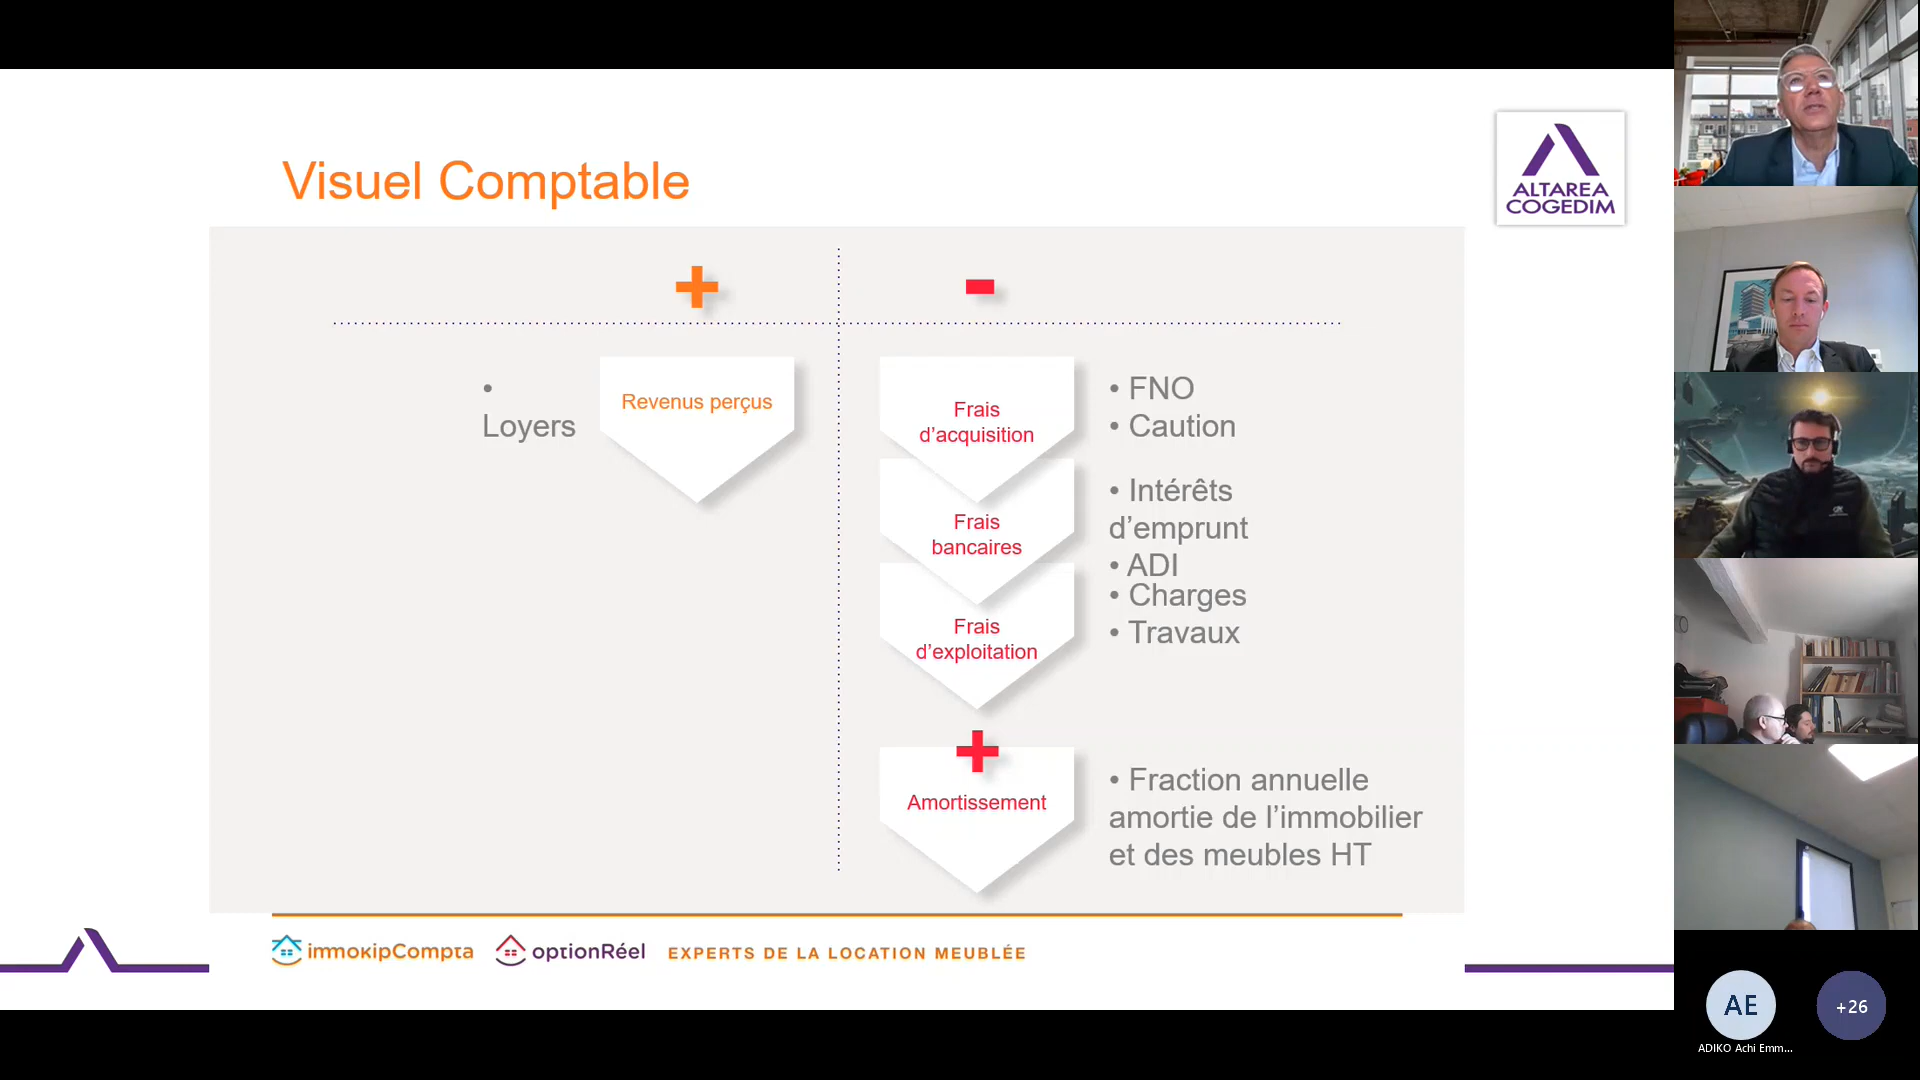 Visuel Comptable
ALTAREA
COGEDIM
+
-
•
Loyers
Revenus perçus
Frais
d’acquisition
• FNO
• Caution
Frais
bancaires
• Intérêts
d’emprunt
• ADI
Frais
d’exploitation
• Charges
• Travaux
+
Amortissement
• Fraction annuelle
amortie de l’immobilier
et des meubles HT
immokipCompta
optionRéel
EXPERTS DE LA LOCATION MEUBLÉE
AE
ADIKO Achi Emm...
+26